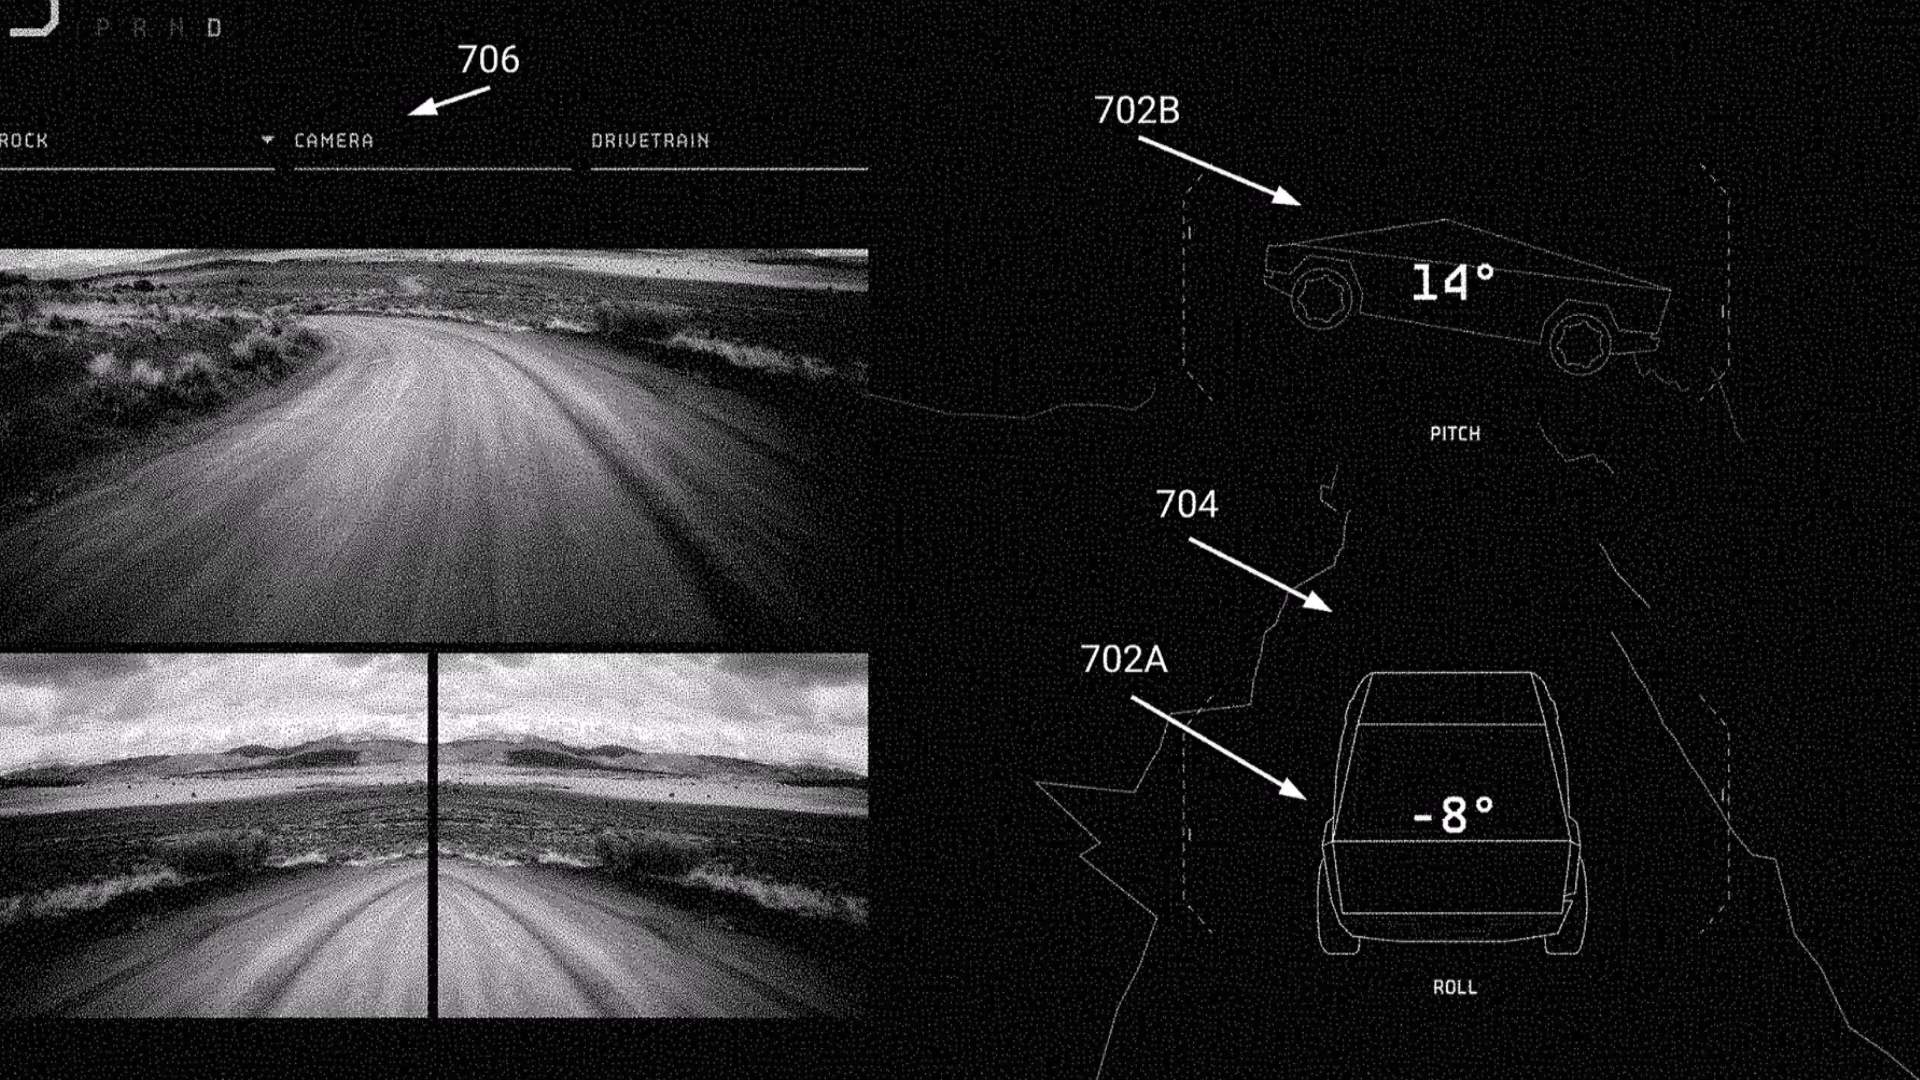 P R N D
706
ROCK
CAMERA
DRIVETRAIN
702B
14°
PITCH
704
702A
-8°
ROLL